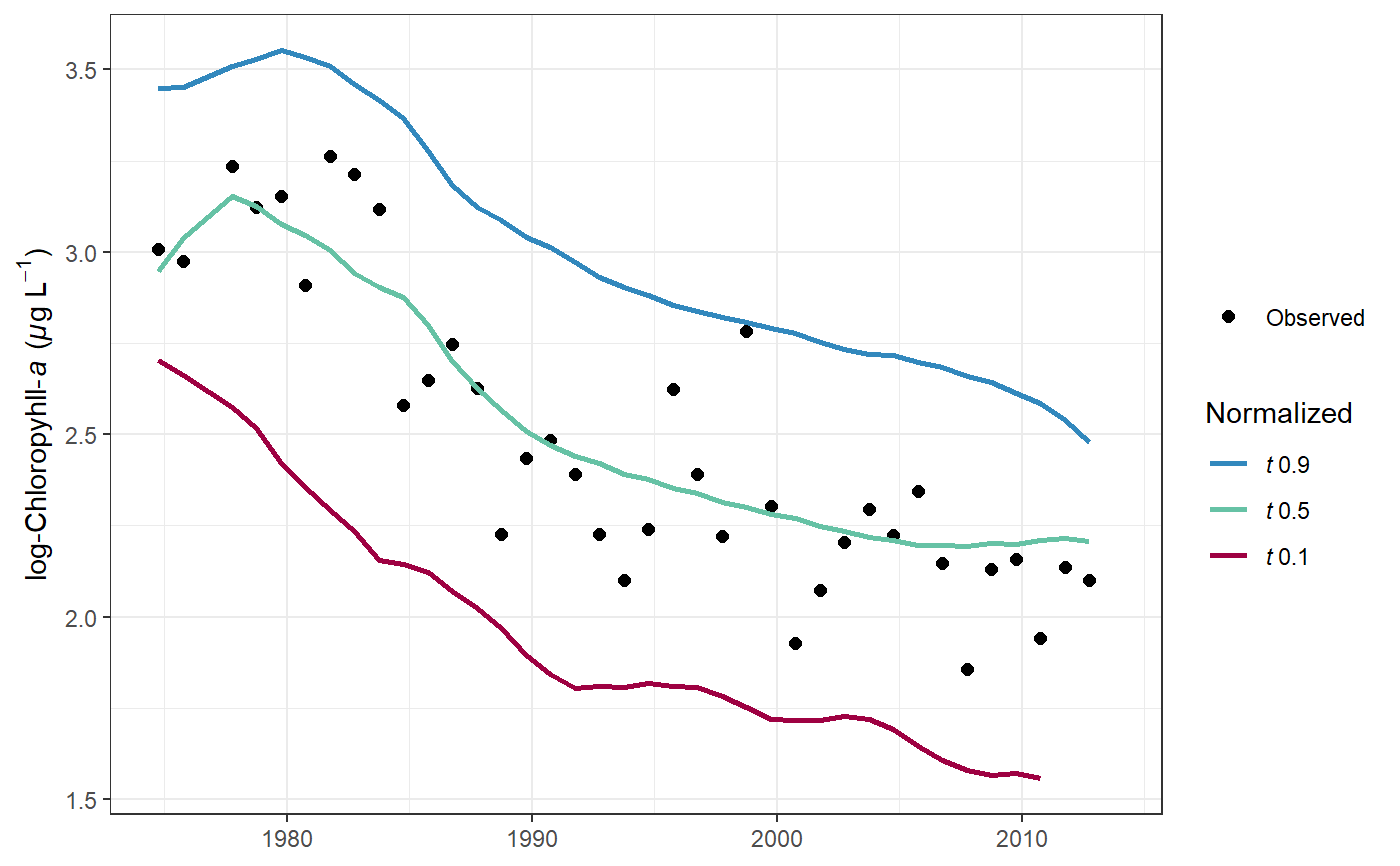 log-Chloropyhll-a (μg L⁻¹)
3.5
3.0
2.5
2.0
1.5
1980 1990 2000 2010
Observed
Normalized
t 0.9
t 0.5
t 0.1